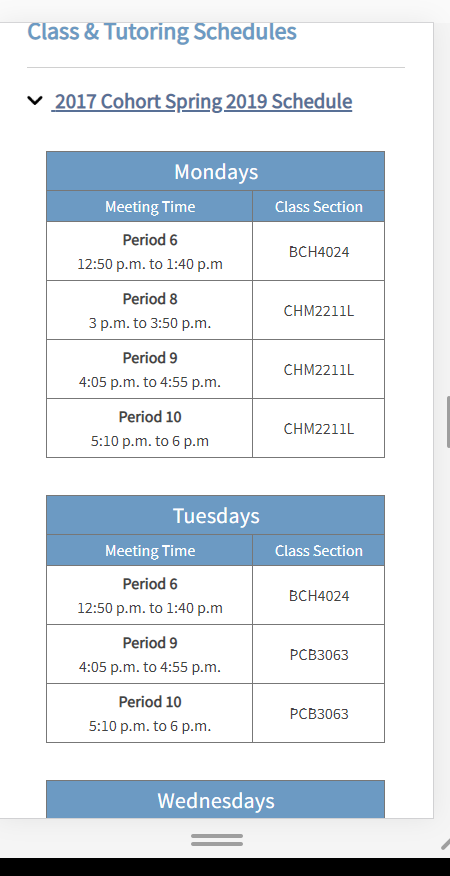 Class & Tutoring Schedules
2017 Cohort Spring 2019 Schedule
Mondays
Meeting Time Class Section
Period 6
12:50 p.m. to 1:40 p.m
BCH4024
Period 8
3 p.m. to 3:50 p.m.
CHM2211L
Period 9
4:05 p.m. to 4:55 p.m.
CHM2211L
Period 10
5:10 p.m. to 6 p.m
CHM2211L
Tuesdays
Meeting Time Class Section
Period 6
12:50 p.m. to 1:40 p.m
BCH4024
Period 9
4:05 p.m. to 4:55 p.m.
PCB3063
Period 10
5:10 p.m. to 6 p.m.
PCB3063
Wednesdays